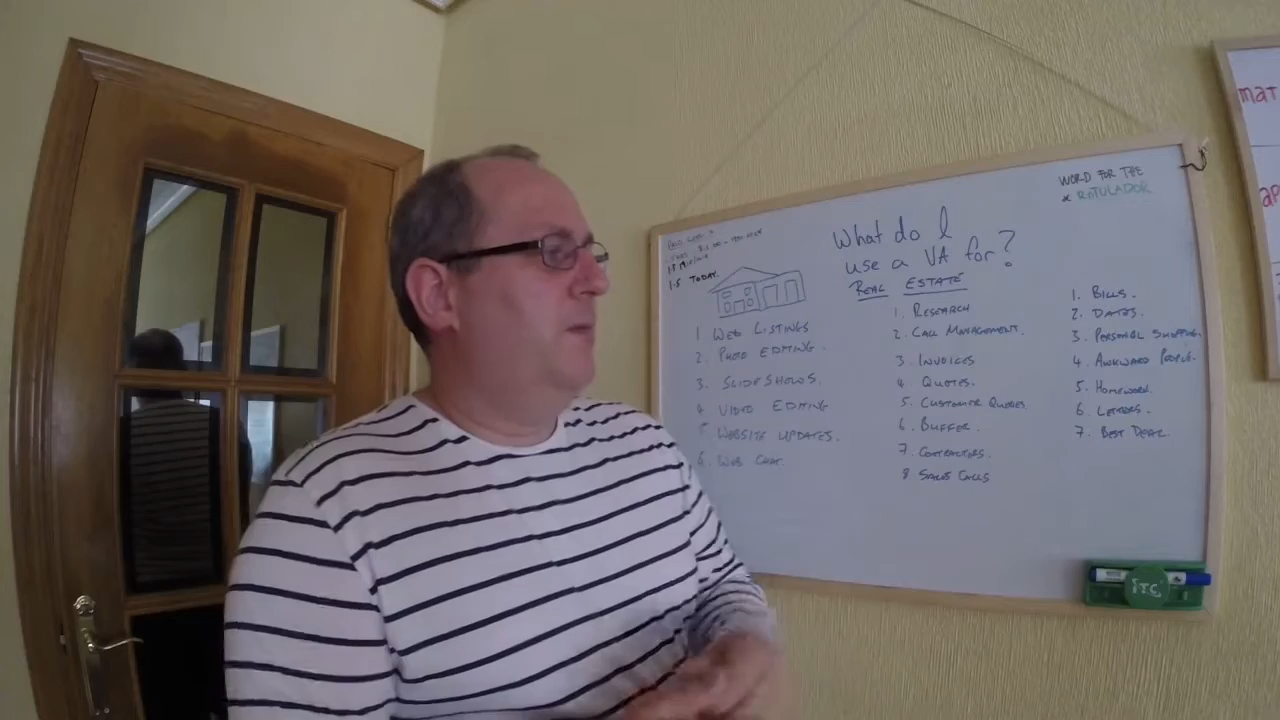 WORD FOR THE
ROTULADOR
What do I
use a VA for?
REAL ESTATE
1.5 TODAY.
1 WEB LISTINGS
2. PHOTO EDITING
3. SLIDESHOWS.
4 VIDEO EDITING
5 WEBSITE UPDATES.
6. WEB CHAT.
1. RESEARCH
2. CALL MANAGEMENT.
3. INVOICES
4. QUOTES.
5. CUSTOMER QUOTES.
6. BUFFER.
7. CONTRACTORS.
8 SALES CALLS
1. BILLS.
2. DATES.
3. PERSONAL SHOPPING.
4. AWKWARD PEOPLE.
5. HOMEWORK.
6. LETTERS.
7. BEST DEAL.
mat
ap